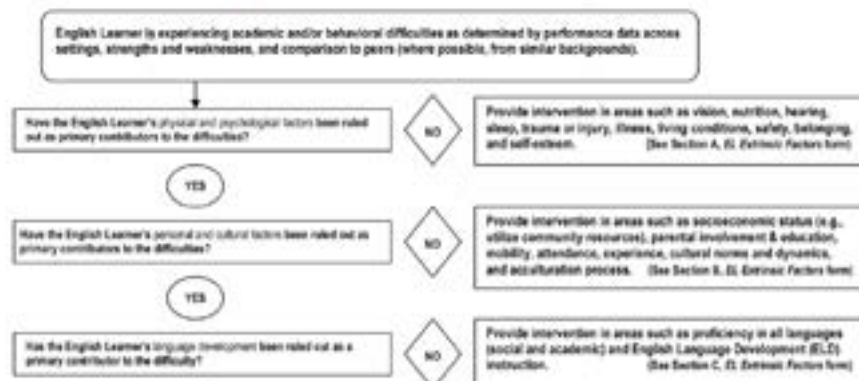 English Learner is experiencing academic and/or behavioral difficulties as determined by performance data across
settings, strengths and weaknesses, and comparison to peers (where possible, from similar backgrounds).
Have the English Learner's physical and psychological factors been ruled
out as primary contributors to the difficulties?
NO
Provide intervention in areas such as vision, nutrition, hearing,
sleep, trauma or injury, illness, living conditions, safety, belonging,
and self-esteem. (See Section A, EL Extrinsic Factors form)
YES
Have the English Learner's personal and cultural factors been ruled out as
primary contributors to the difficulties?
NO
Provide intervention in areas such as socioeconomic status (e.g.,
utilize community resources), parental involvement & education,
mobility, attendance, experience, cultural norms and dynamics,
and acculturation process. (See Section B, EL Extrinsic Factors form)
YES
Has the English Learner's language development been ruled out as a
primary contributor to the difficulty?
NO
Provide intervention in areas such as proficiency in all languages
(social and academic) and English Language Development (ELD)
instruction. (See Section C, EL Extrinsic Factors form)